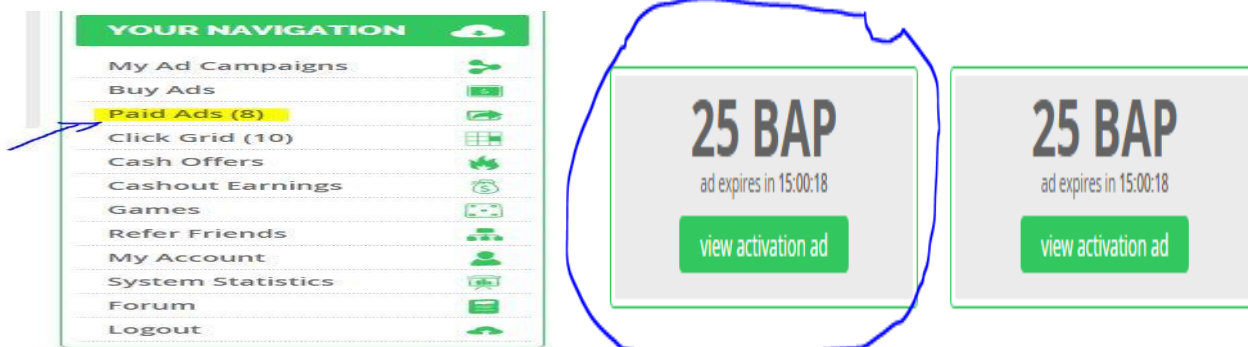 YOUR NAVIGATION
My Ad Campaigns
Buy Ads
Paid Ads (8)
Click Grid (10)
Cash Offers
Cashout Earnings
Games
Refer Friends
My Account
System Statistics
Forum
Logout
25 BAP
ad expires in 15:00:18
view activation ad
25 BAP
ad expires in 15:00:18
view activation ad